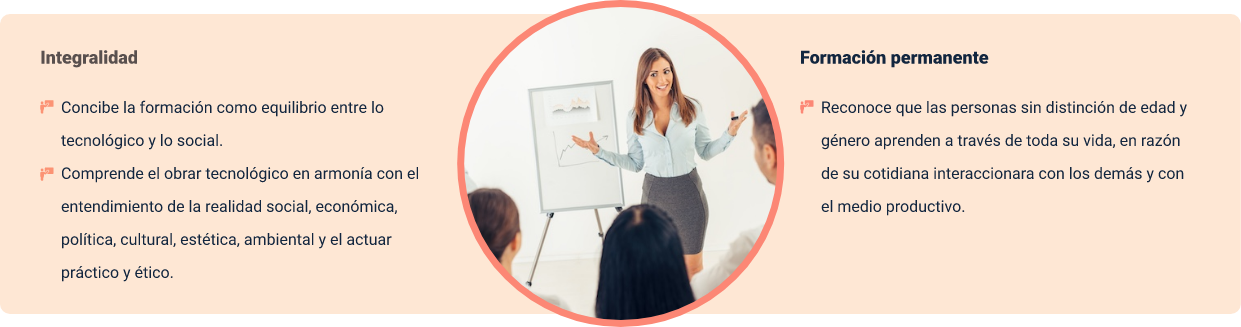 Integralidad
Concibe la formación como equilibrio entre lo
tecnológico y lo social.
Comprende el obrar tecnológico en armonía con el
entendimiento de la realidad social, económica,
política, cultural, estética, ambiental y el actuar
práctico y ético.
Formación permanente
Reconoce que las personas sin distinción de edad y
género aprenden a través de toda su vida, en razón
de su cotidiana interaccionara con los demás y con
el medio productivo.